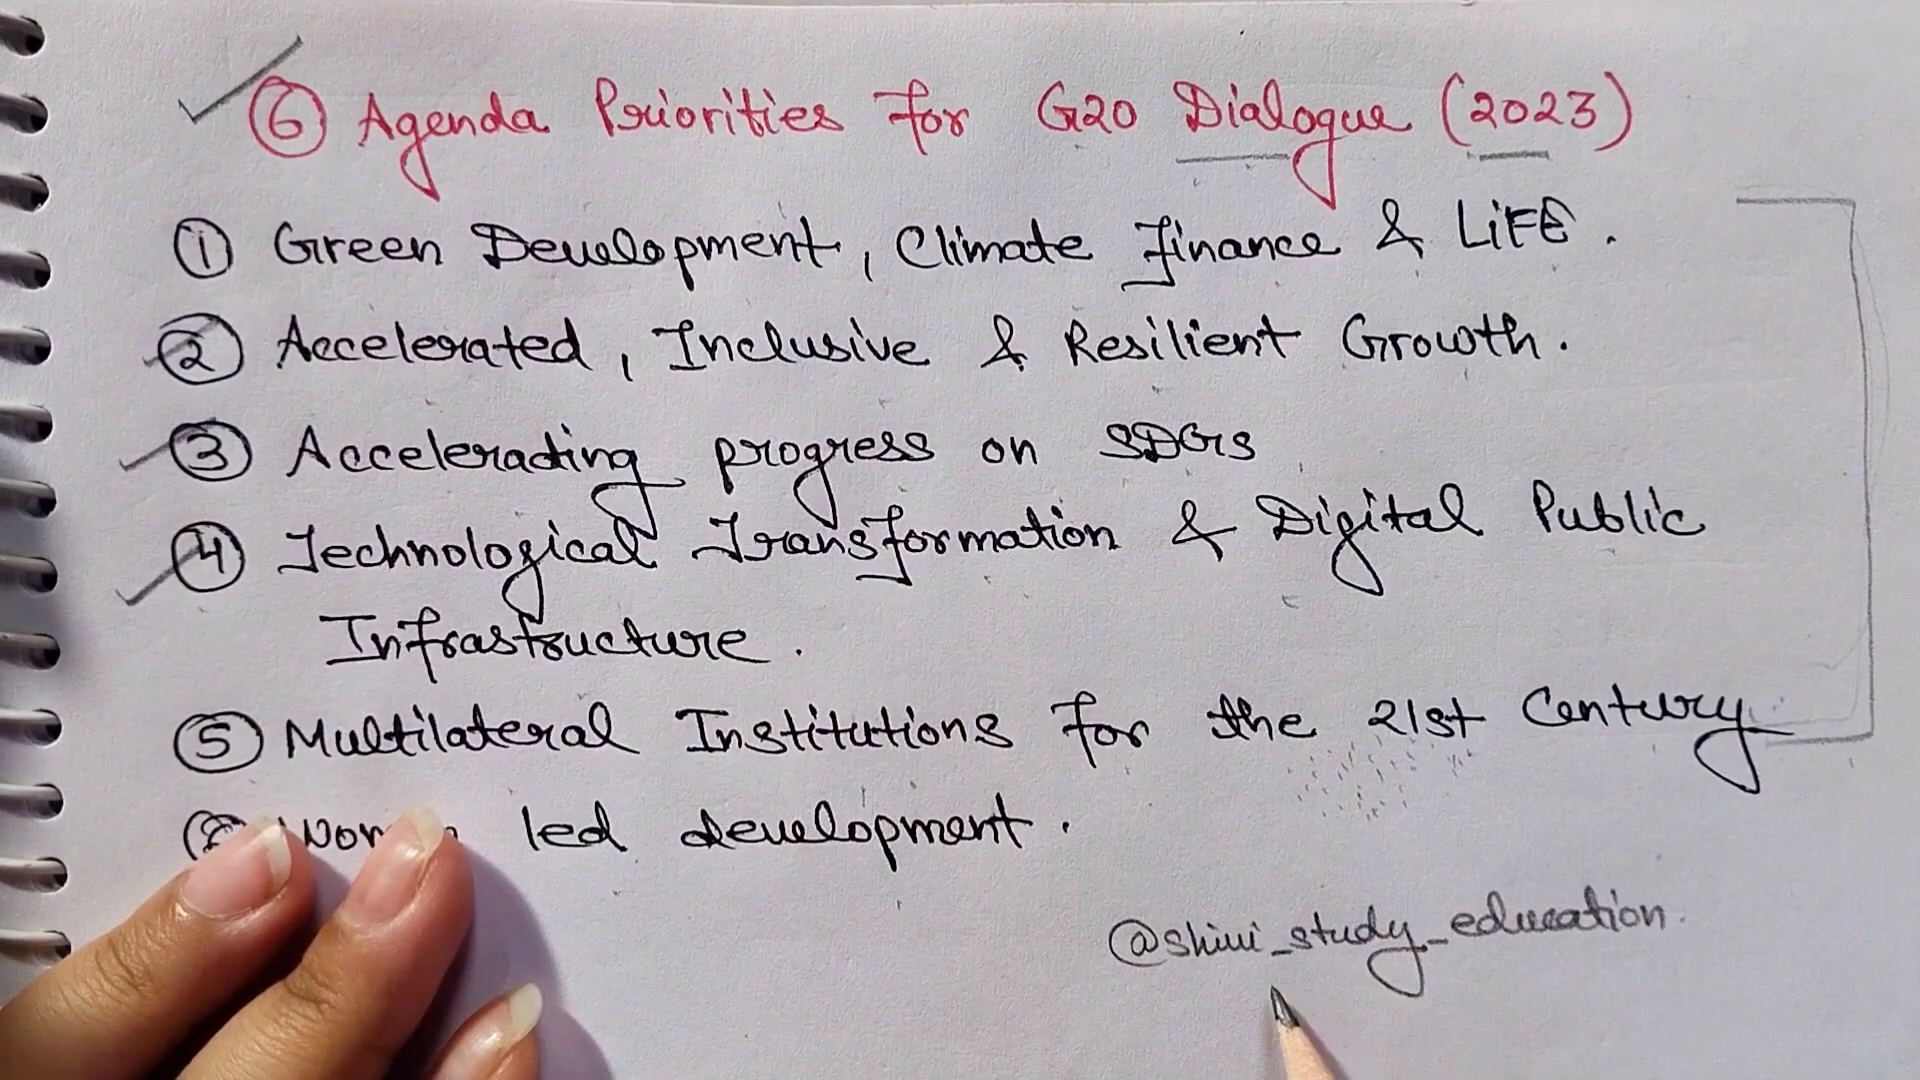 6 Agenda Priorities for G20 Dialogue (2023)
1 Green Development, Climate Finance & LiFE.
2 Accelerated, Inclusive & Resilient Growth.
3 Accelerading progress on SDGs
4 Technological Transformation & Digital Public
Infrastructure.
5 Multilateral Institutions for the 21st Century
led development.
@shivi_study_education.